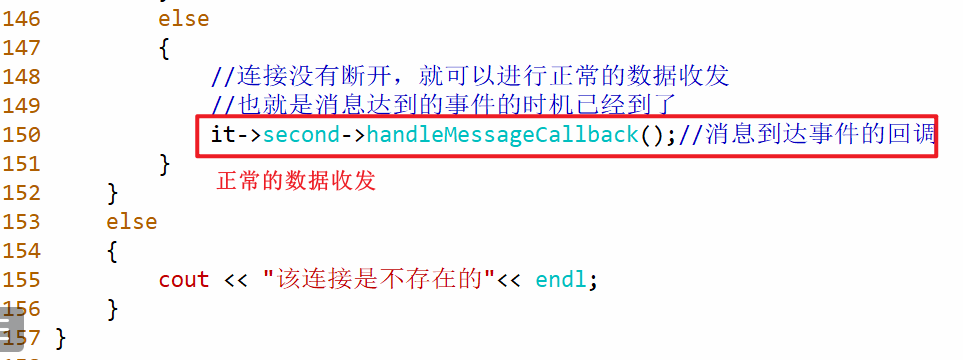 146 else
147 {
148 //连接没有断开，就可以进行正常的数据收发
149 //也就是消息达到的事件的时机已经到了
150 it->second->handleMessageCallback();//消息到达事件的回调
151 }
正常的数据收发
152 }
153 else
154 {
155 cout << "该连接是不存在的"<< endl;
156 }
157 }